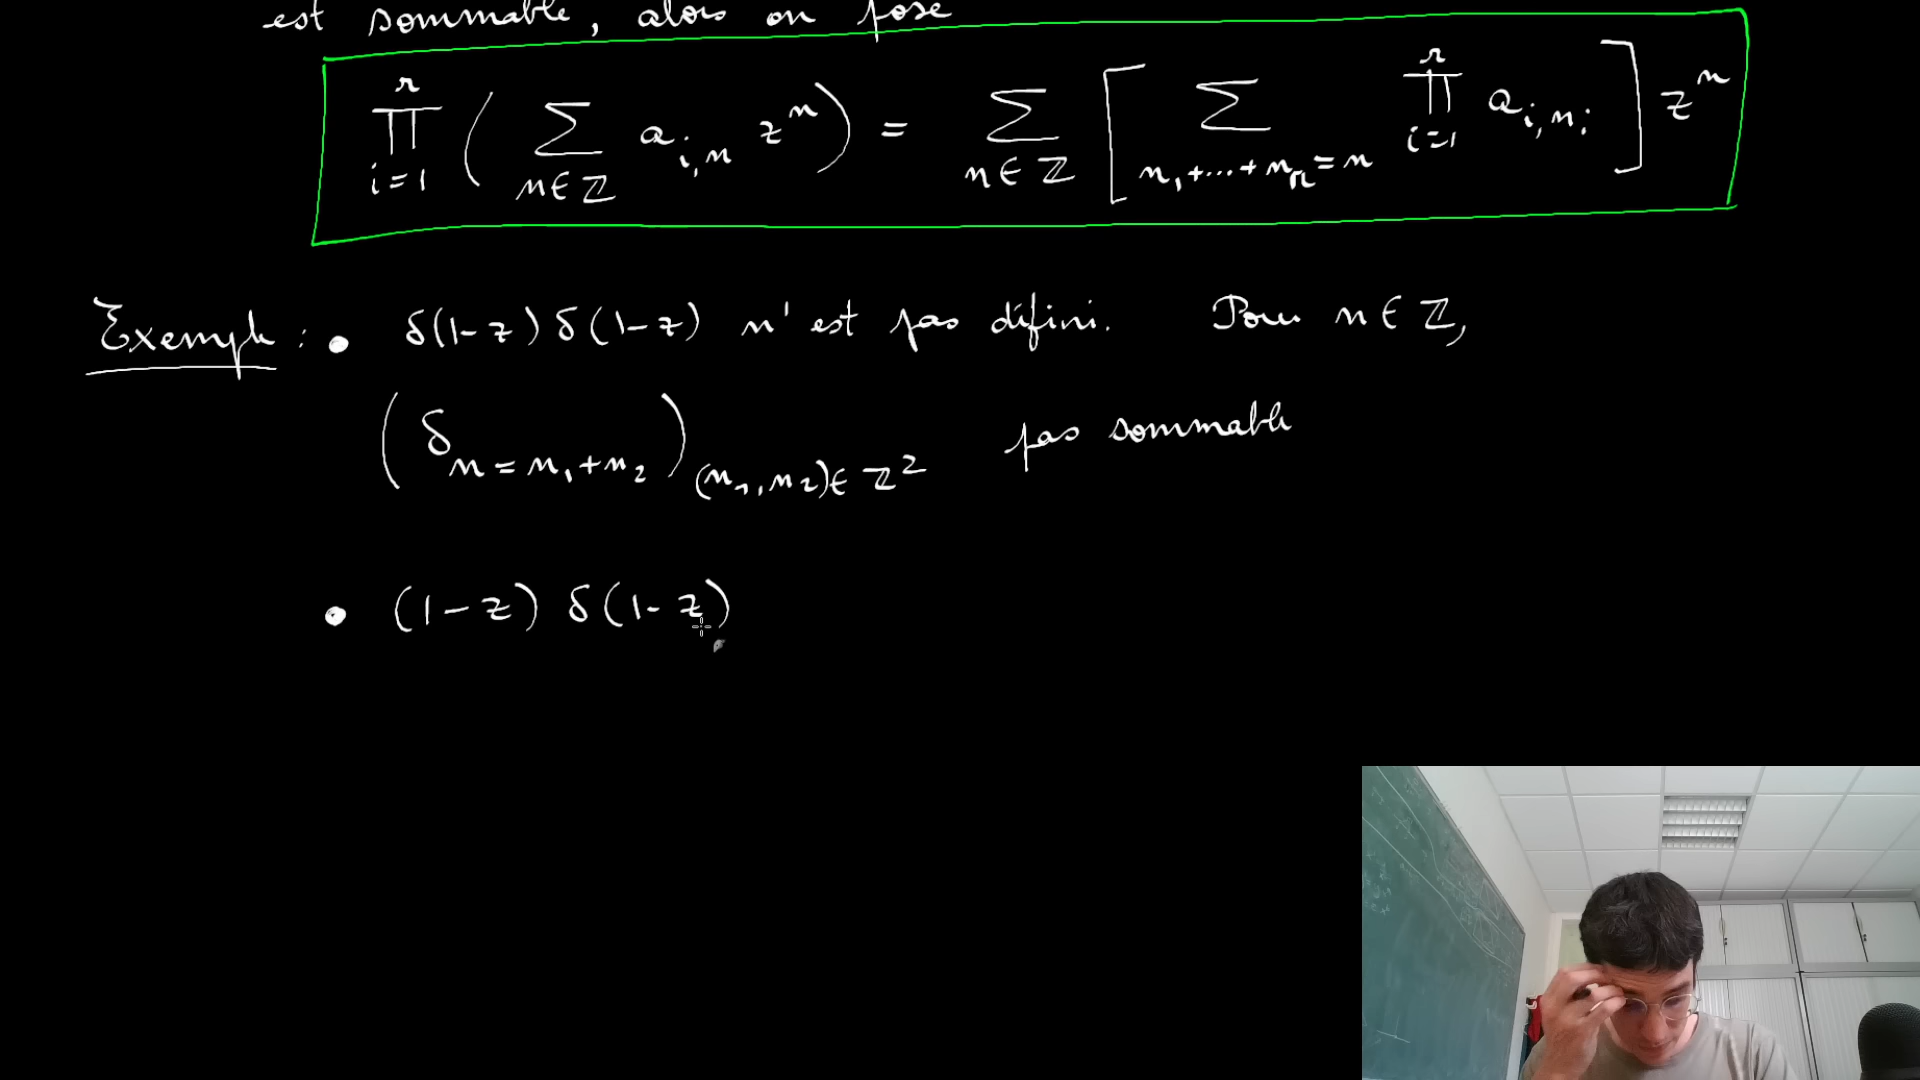 est sommable, alors on pose
∏_{i=1}^{r} ( ∑_{n∈ℤ} a_{i,n} z^n ) = ∑_{n∈ℤ} [ ∑_{n_1+...+n_r=n} ∏_{i=1}^{r} a_{i,n_i} ] z^n
Exemple : • δ(1-z) δ(1-z) n'est pas défini. Pour n ∈ ℤ,
( δ_{n=n_1+n_2} )_{(n_1,n_2)∈ℤ^2} pas sommable
• (1-z) δ(1-z)